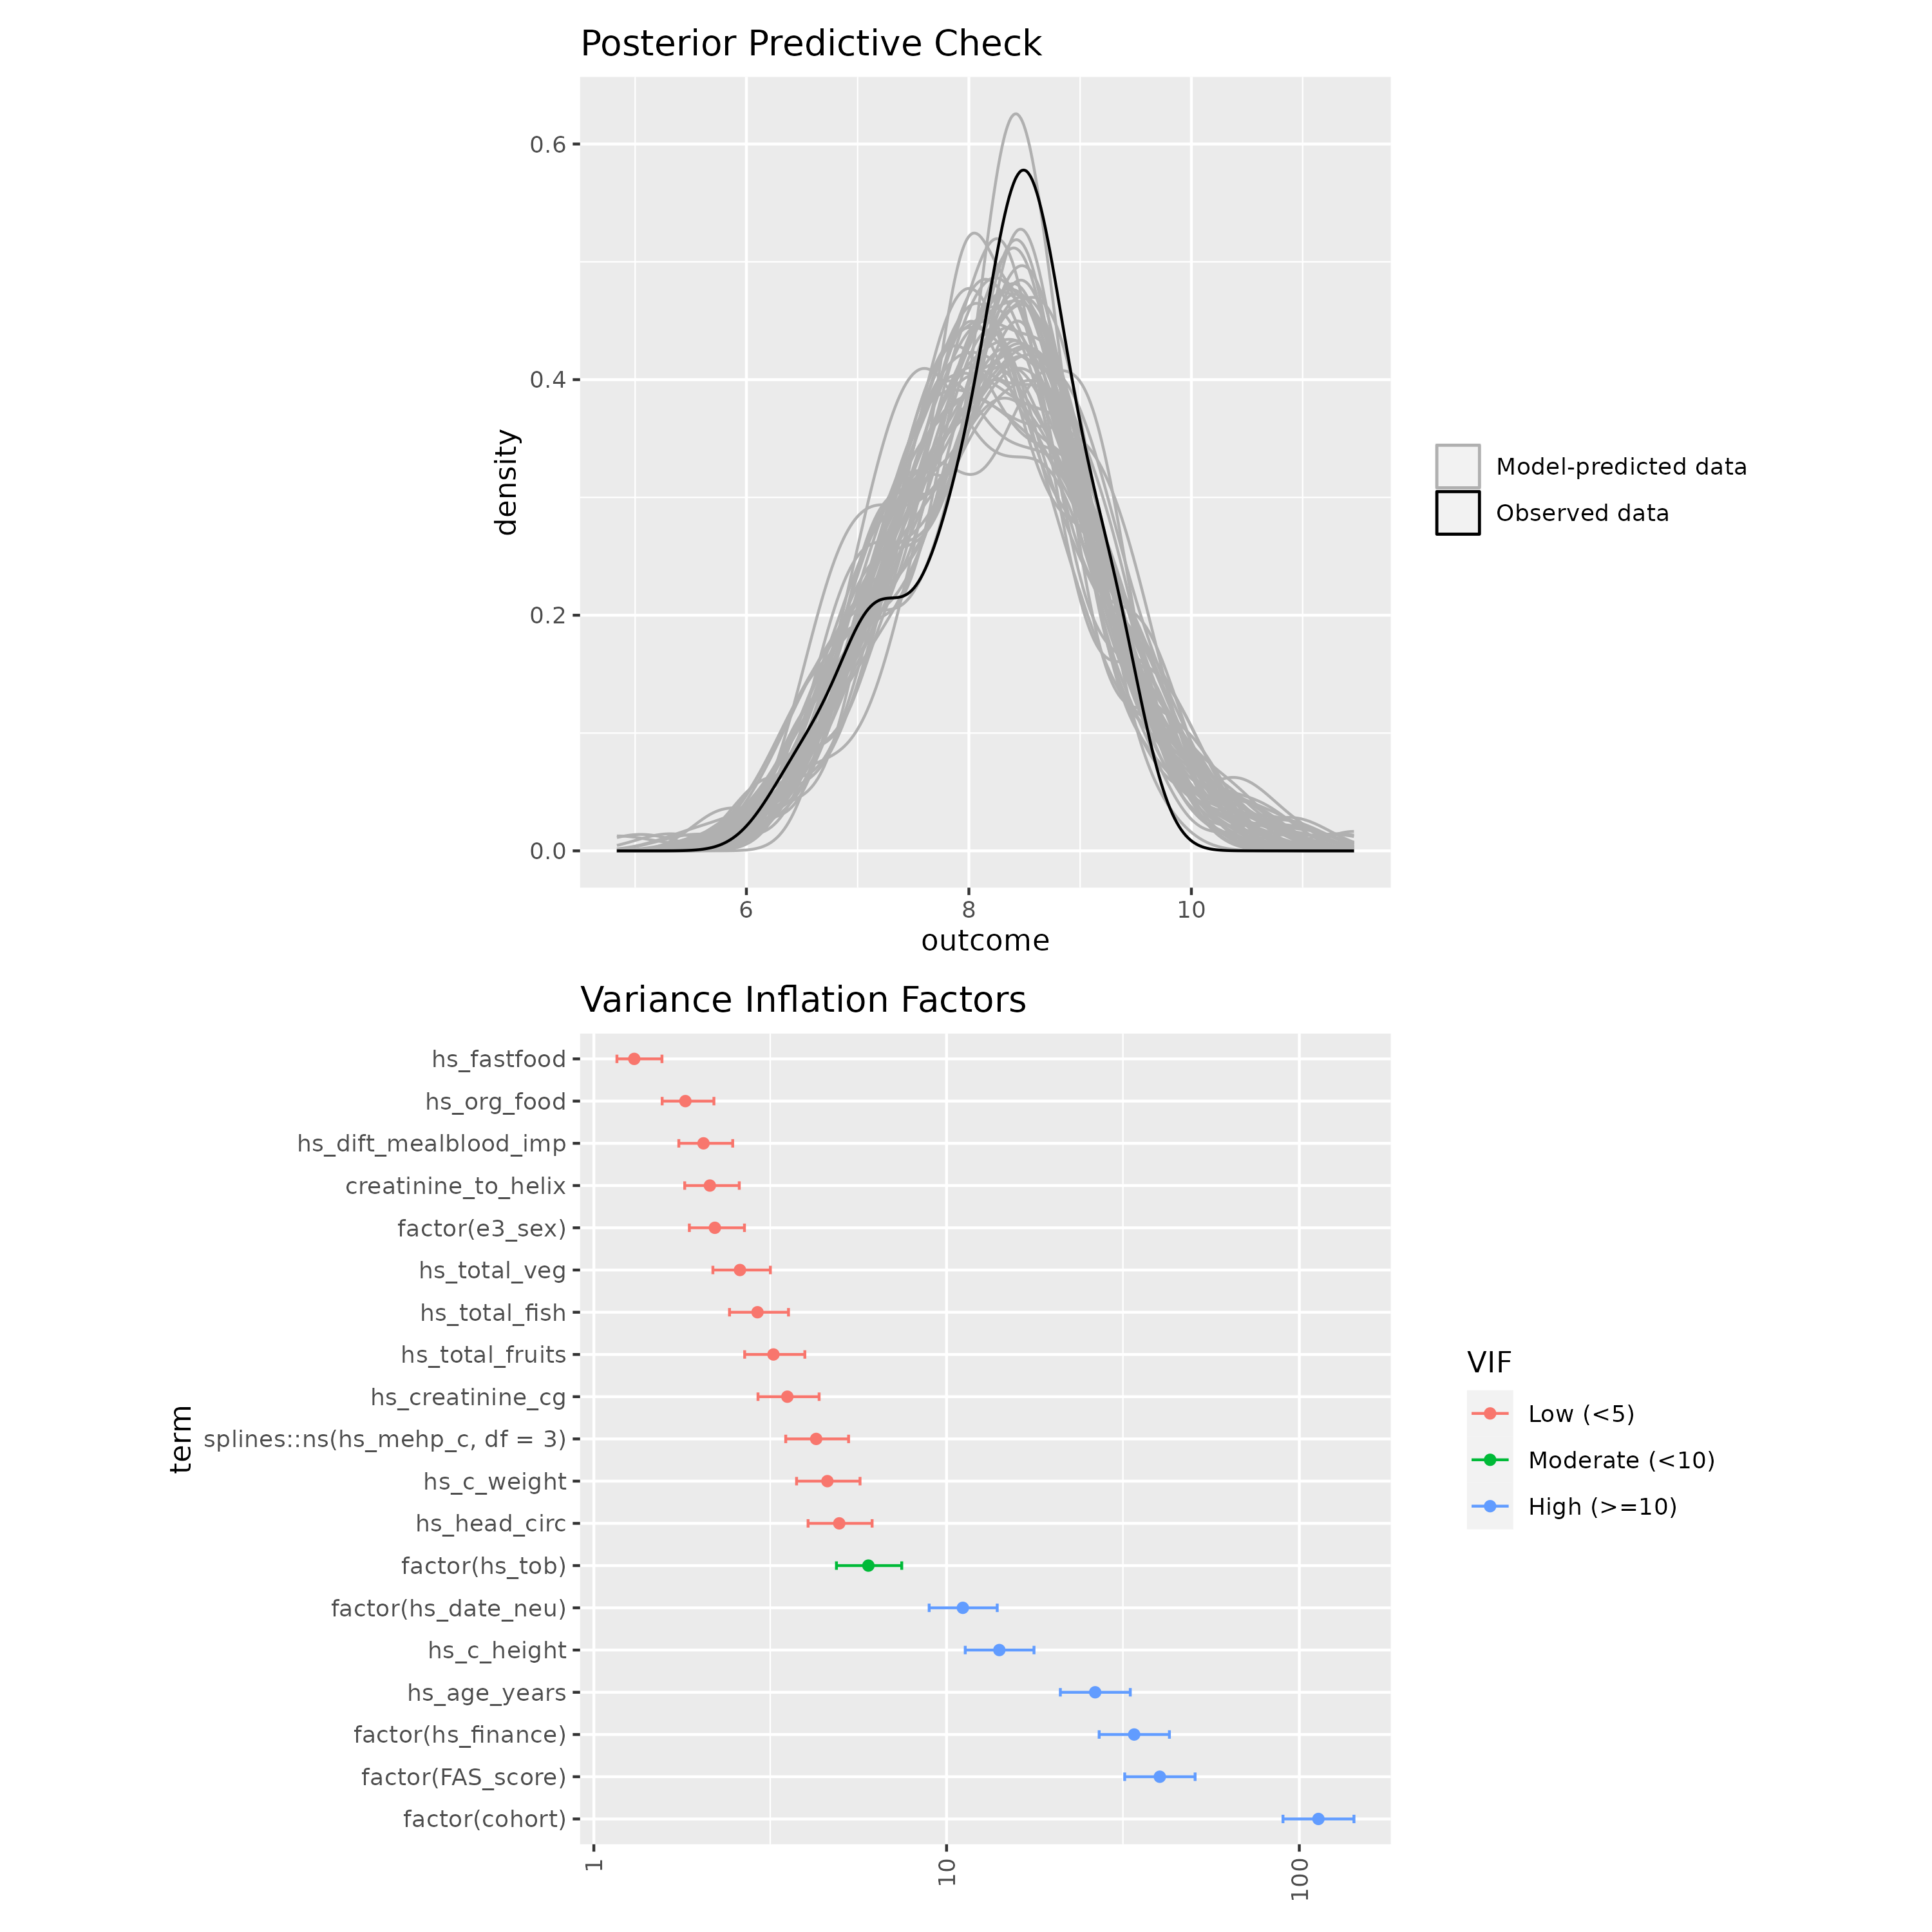 Posterior Predictive Check
0.6
0.4
0.2
0.0
density
6
8
10
outcome
Model-predicted data
Observed data
Variance Inflation Factors
hs_fastfood
hs_org_food
hs_dift_mealblood_imp
creatinine_to_helix
factor(e3_sex)
hs_total_veg
hs_total_fish
hs_total_fruits
hs_creatinine_cg
splines::ns(hs_mehp_c, df = 3)
hs_c_weight
hs_head_circ
factor(hs_tob)
factor(hs_date_neu)
hs_c_height
hs_age_years
factor(hs_finance)
factor(FAS_score)
factor(cohort)
term
1
10
100
VIF
Low (<5)
Moderate (<10)
High (>=10)